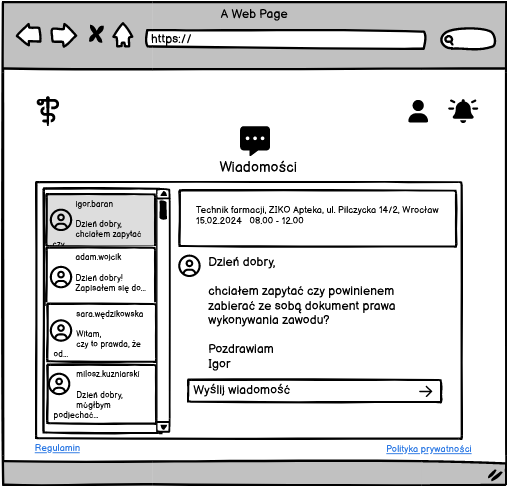 A Web Page
https://
Wiadomości
igor.baran
Dzień dobry,
chciałem zapytać
czy
adam.wojcik
Dzień dobry!
Zapisałem się do...
sara.wędzikowska
Witam,
czy to prawda, że
od...
milosz.kuzniarski
Dzień dobry,
mógłbym
podjechać...
Technik farmacji, ZIKO Apteka, ul. Pilczycka 14/2, Wrocław
15.02.2024 08.00 - 12.00
Dzień dobry,
chciałem zapytać czy powinienem
zabierać ze sobą dokument prawa
wykonywania zawodu?
Pozdrawiam
Igor
Wyślij wiadomość
Regulamin
Polityka prywatności